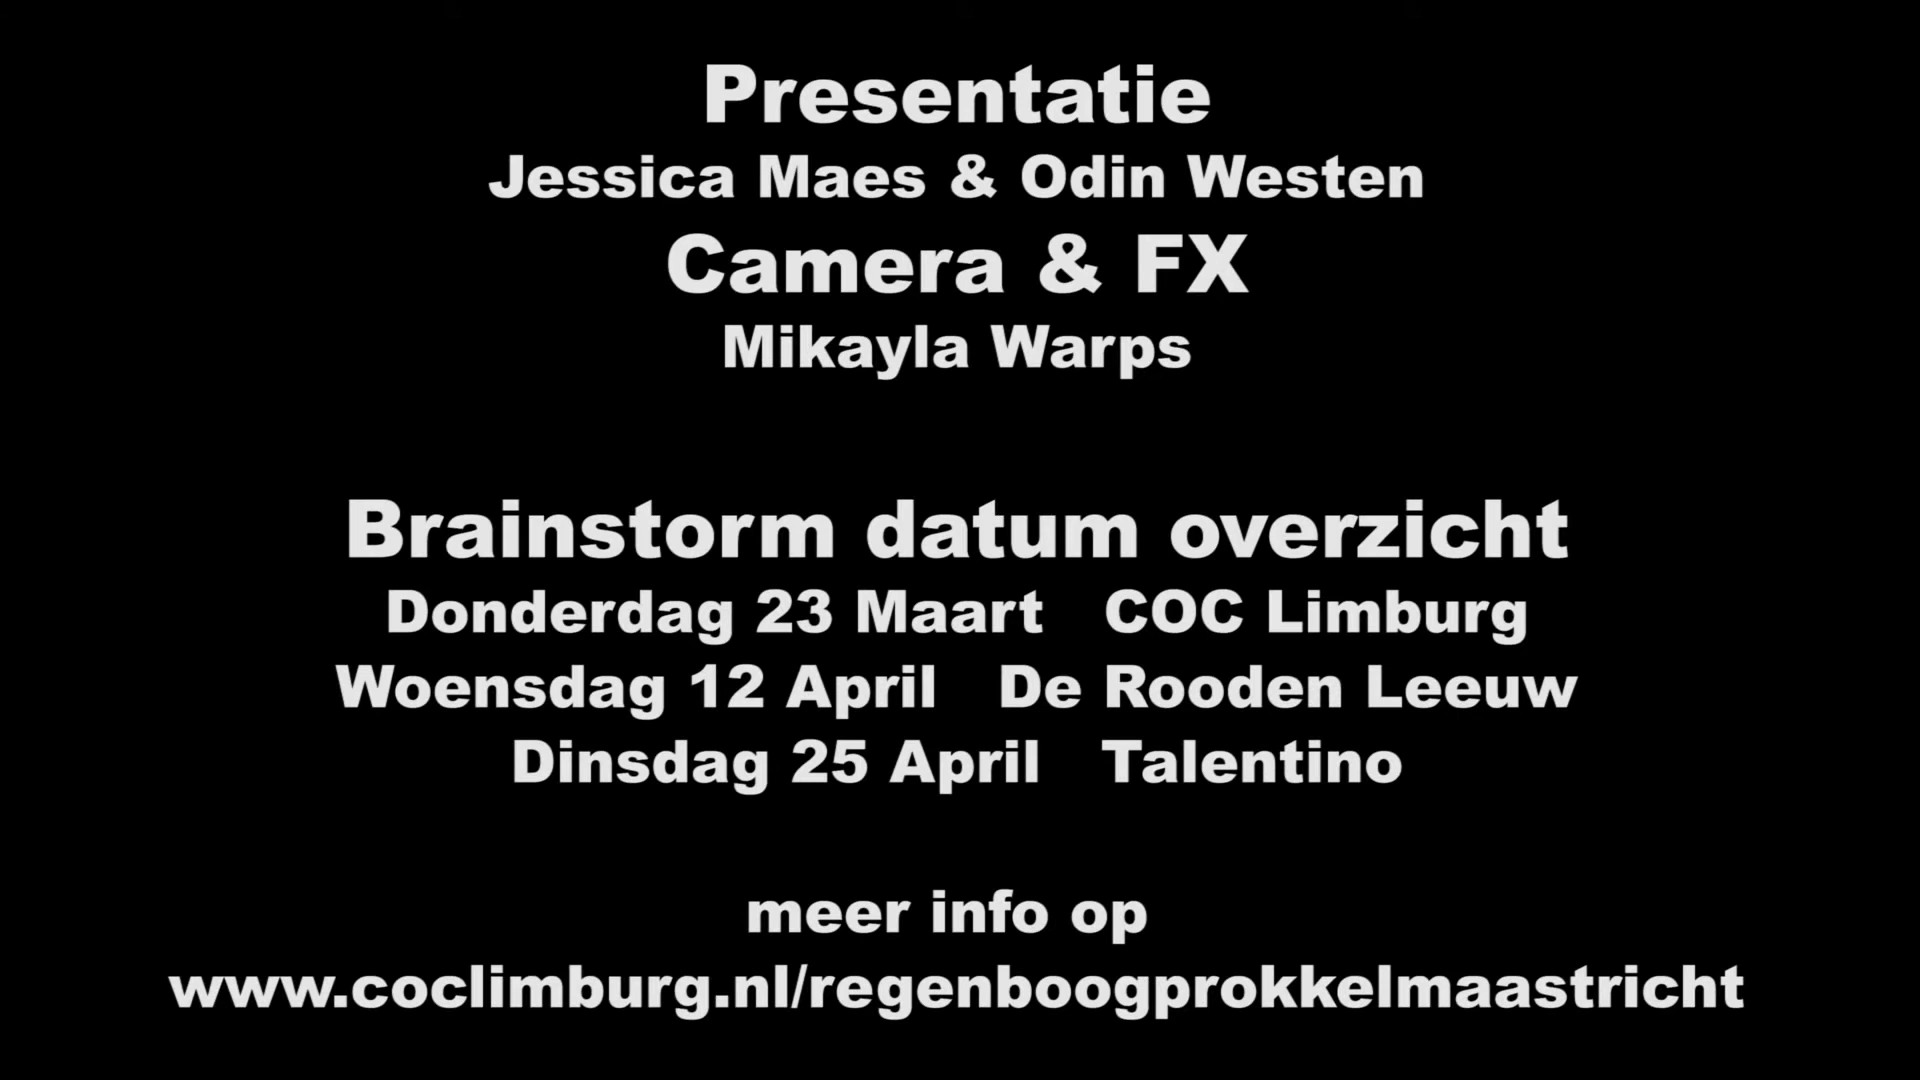 Presentatie
Jessica Maes & Odin Westen
Camera & FX
Mikayla Warps
Brainstorm datum overzicht
Donderdag 23 Maart COC Limburg
Woensdag 12 April De Rooden Leeuw
Dinsdag 25 April Talentino
meer info op
www.coclimburg.nl/regenboogprokkelmaastricht